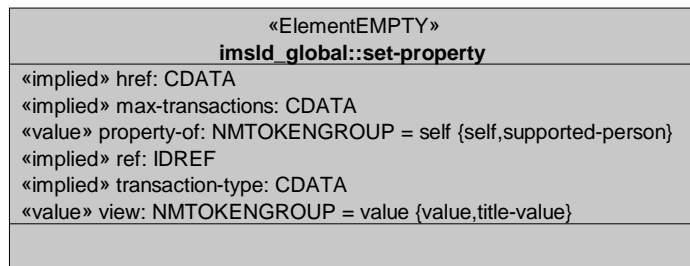 «ElementEMPTY»
imsld_global::set-property
«implied» href: CDATA
«implied» max-transactions: CDATA
«value» property-of: NMTOKENGROUP = self {self,supported-person}
«implied» ref: IDREF
«implied» transaction-type: CDATA
«value» view: NMTOKENGROUP = value {value,title-value}